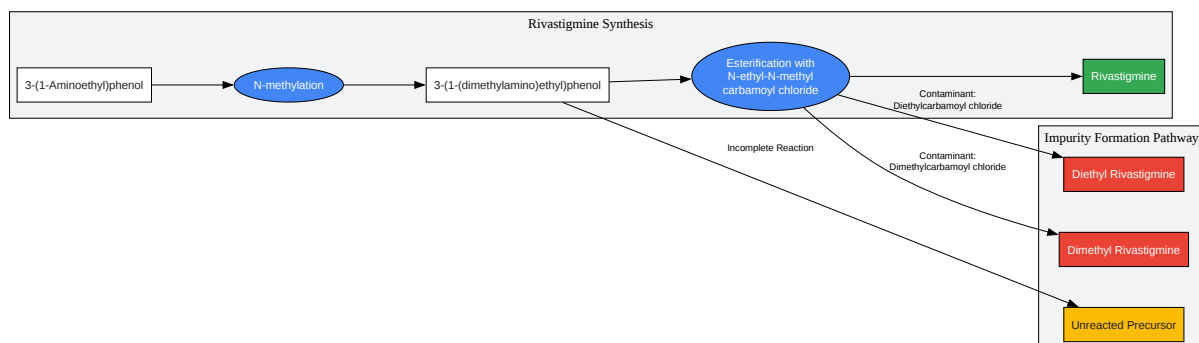 Rivastigmine Synthesis
3-(1-Aminoethyl)phenol
N-methylation
3-(1-(dimethylamino)ethyl)phenol
Esterification with
N-ethyl-N-methyl
carbamoyl chloride
Rivastigmine
Contaminant:
Diethylcarbamoyl chloride
Incomplete Reaction
Contaminant:
Dimethylcarbamoyl chloride
Impurity Formation Pathway
Diethyl Rivastigmine
Dimethyl Rivastigmine
Unreacted Precursor